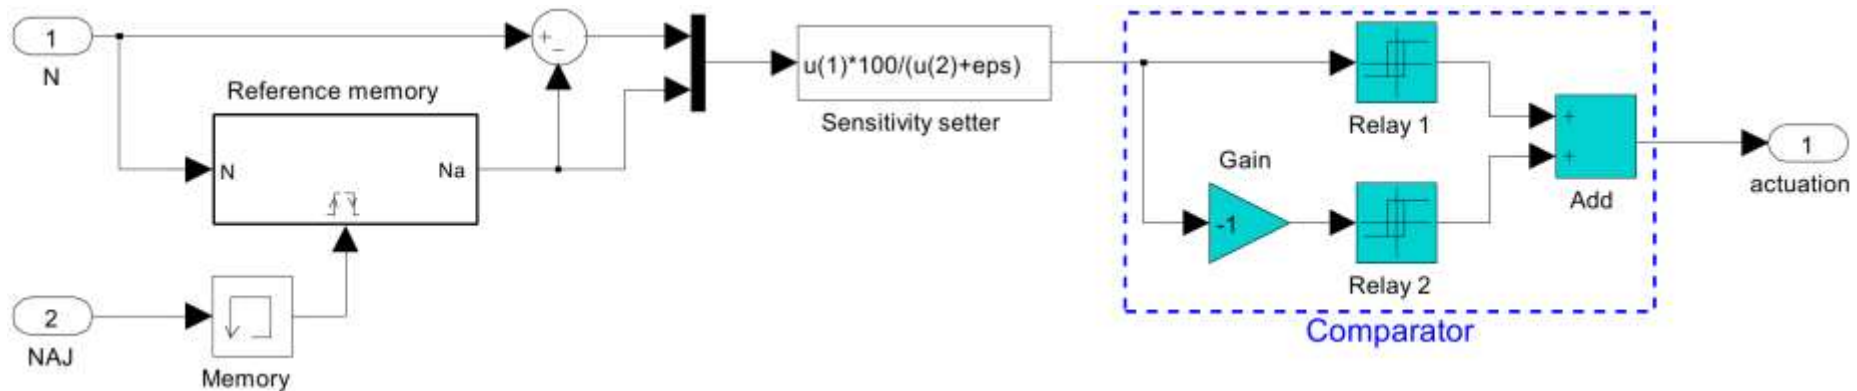 1
N
+
−
Reference memory
N
Na
2
NAJ
Memory
u(1)*100/(u(2)+eps)
Sensitivity setter
Relay 1
Gain
-1
Relay 2
+
+
Add
Comparator
1
actuation